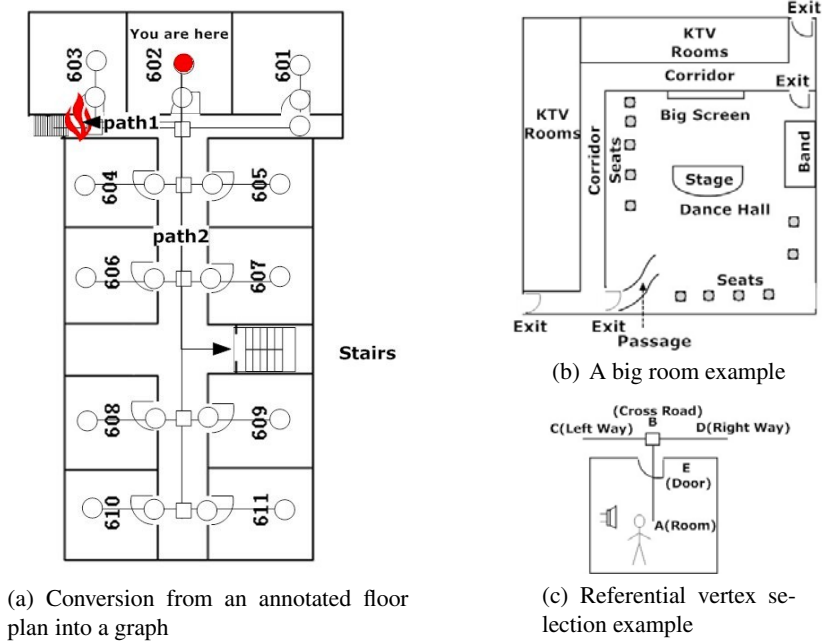 You are here
603
602
601
path1
604
605
path2
606
607
Stairs
608
609
610
611
(a) Conversion from an annotated floor
plan into a graph
Exit
KTV
Rooms
Corridor
Exit
KTV
Rooms
Big Screen
Corridor
Seats
Band
Stage
Dance Hall
Seats
Exit
Exit
Passage
(b) A big room example
(Cross Road)
C(Left Way)
B
D(Right Way)
E
(Door)
A(Room)
(c) Referential vertex se-
lection example